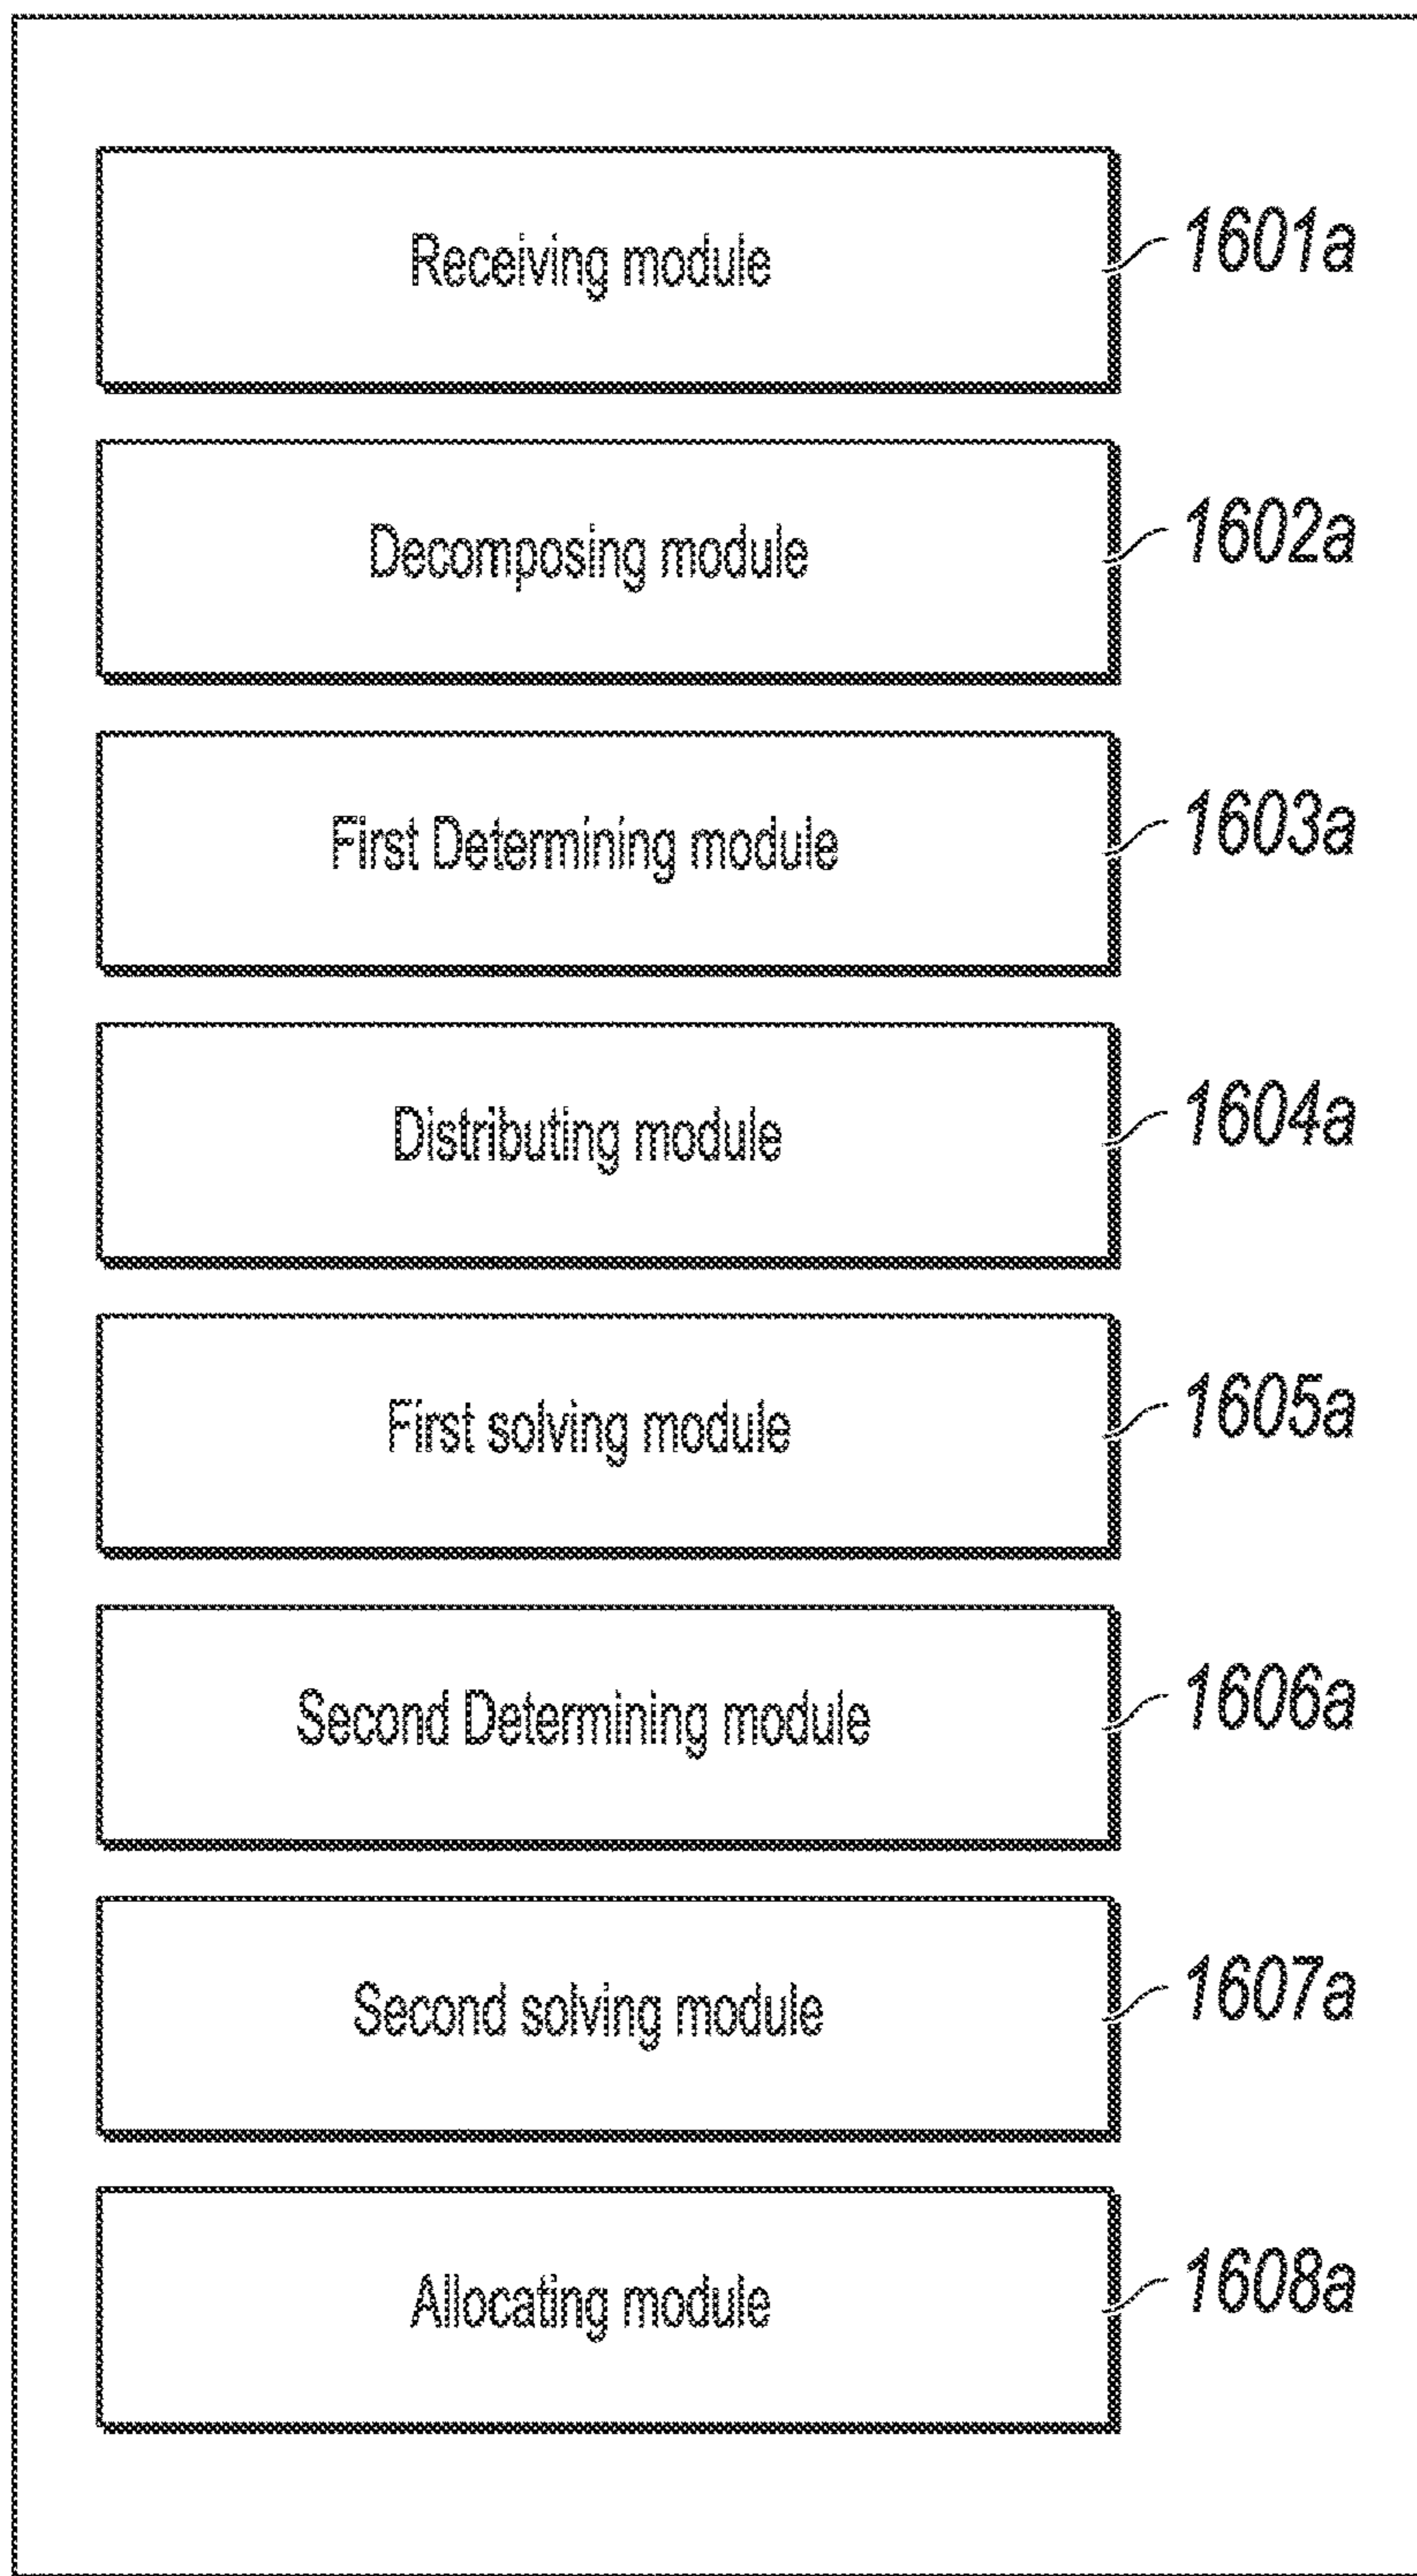 Receiving module 1601a
Decomposing module 1602a
First Determining module 1603a
Distributing module 1604a
First solving module 1605a
Second Determining module 1606a
Second solving module 1607a
Allocating module 1608a